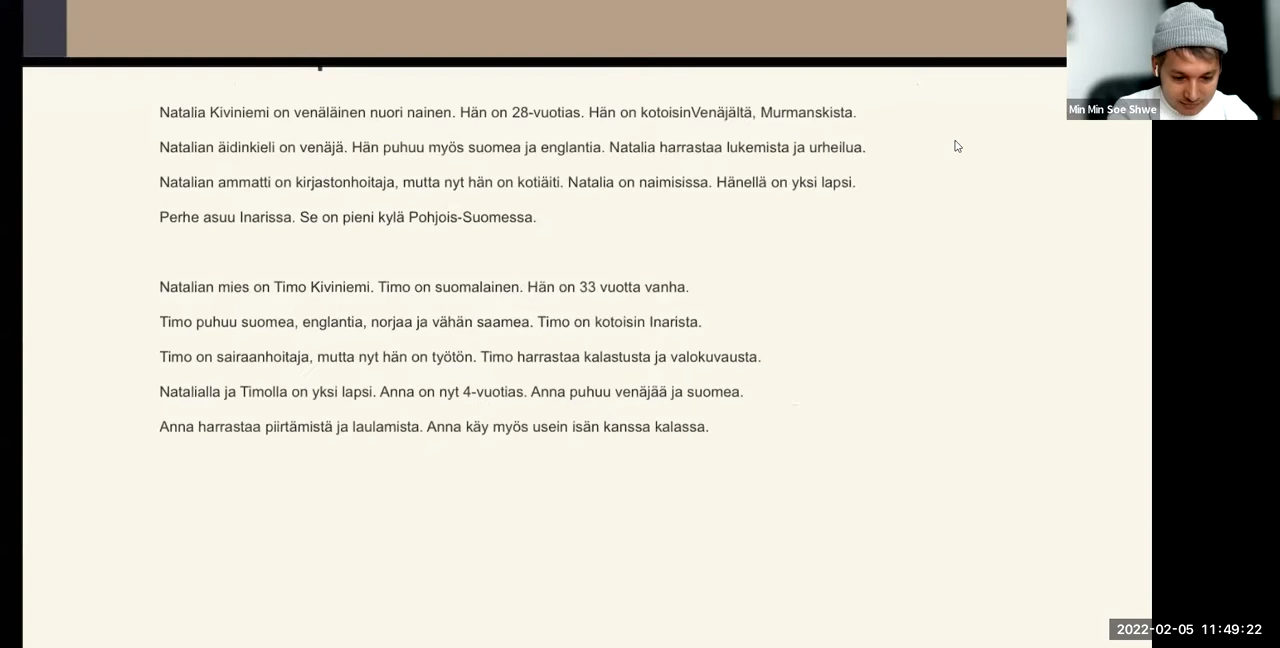 Min Min Soe Shwe
Natalia Kiviniemi on venäläinen nuori nainen. Hän on 28-vuotias. Hän on kotoisinVenäjältä, Murmanskista.
Natalian äidinkieli on venäjä. Hän puhuu myös suomea ja englantia. Natalia harrastaa lukemista ja urheilua.
Natalian ammatti on kirjastonhoitaja, mutta nyt hän on kotiäiti. Natalia on naimisissa. Hänellä on yksi lapsi.
Perhe asuu Inarissa. Se on pieni kylä Pohjois-Suomessa.
Natalian mies on Timo Kiviniemi. Timo on suomalainen. Hän on 33 vuotta vanha.
Timo puhuu suomea, englantia, norjaa ja vähän saamea. Timo on kotoisin Inarista.
Timo on sairaanhoitaja, mutta nyt hän on työtön. Timo harrastaa kalastusta ja valokuvausta.
Natalialla ja Timolla on yksi lapsi. Anna on nyt 4-vuotias. Anna puhuu venäjää ja suomea.
Anna harrastaa piirtämistä ja laulamista. Anna käy myös usein isän kanssa kalassa.
2022-02-05 11:49:22